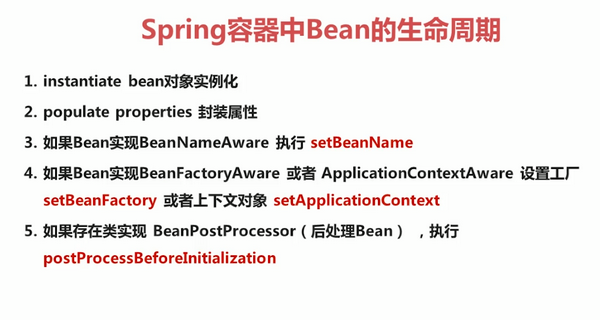 Spring容器中Bean的生命周期
1. instantiate bean对象实例化
2. populate properties 封装属性
3. 如果Bean实现BeanNameAware 执行 setBeanName
4. 如果Bean实现BeanFactoryAware 或者 ApplicationContextAware 设置工厂
setBeanFactory 或者上下文对象 setApplicationContext
5. 如果存在类实现 BeanPostProcessor（后处理Bean） ，执行
postProcessBeforeInitialization